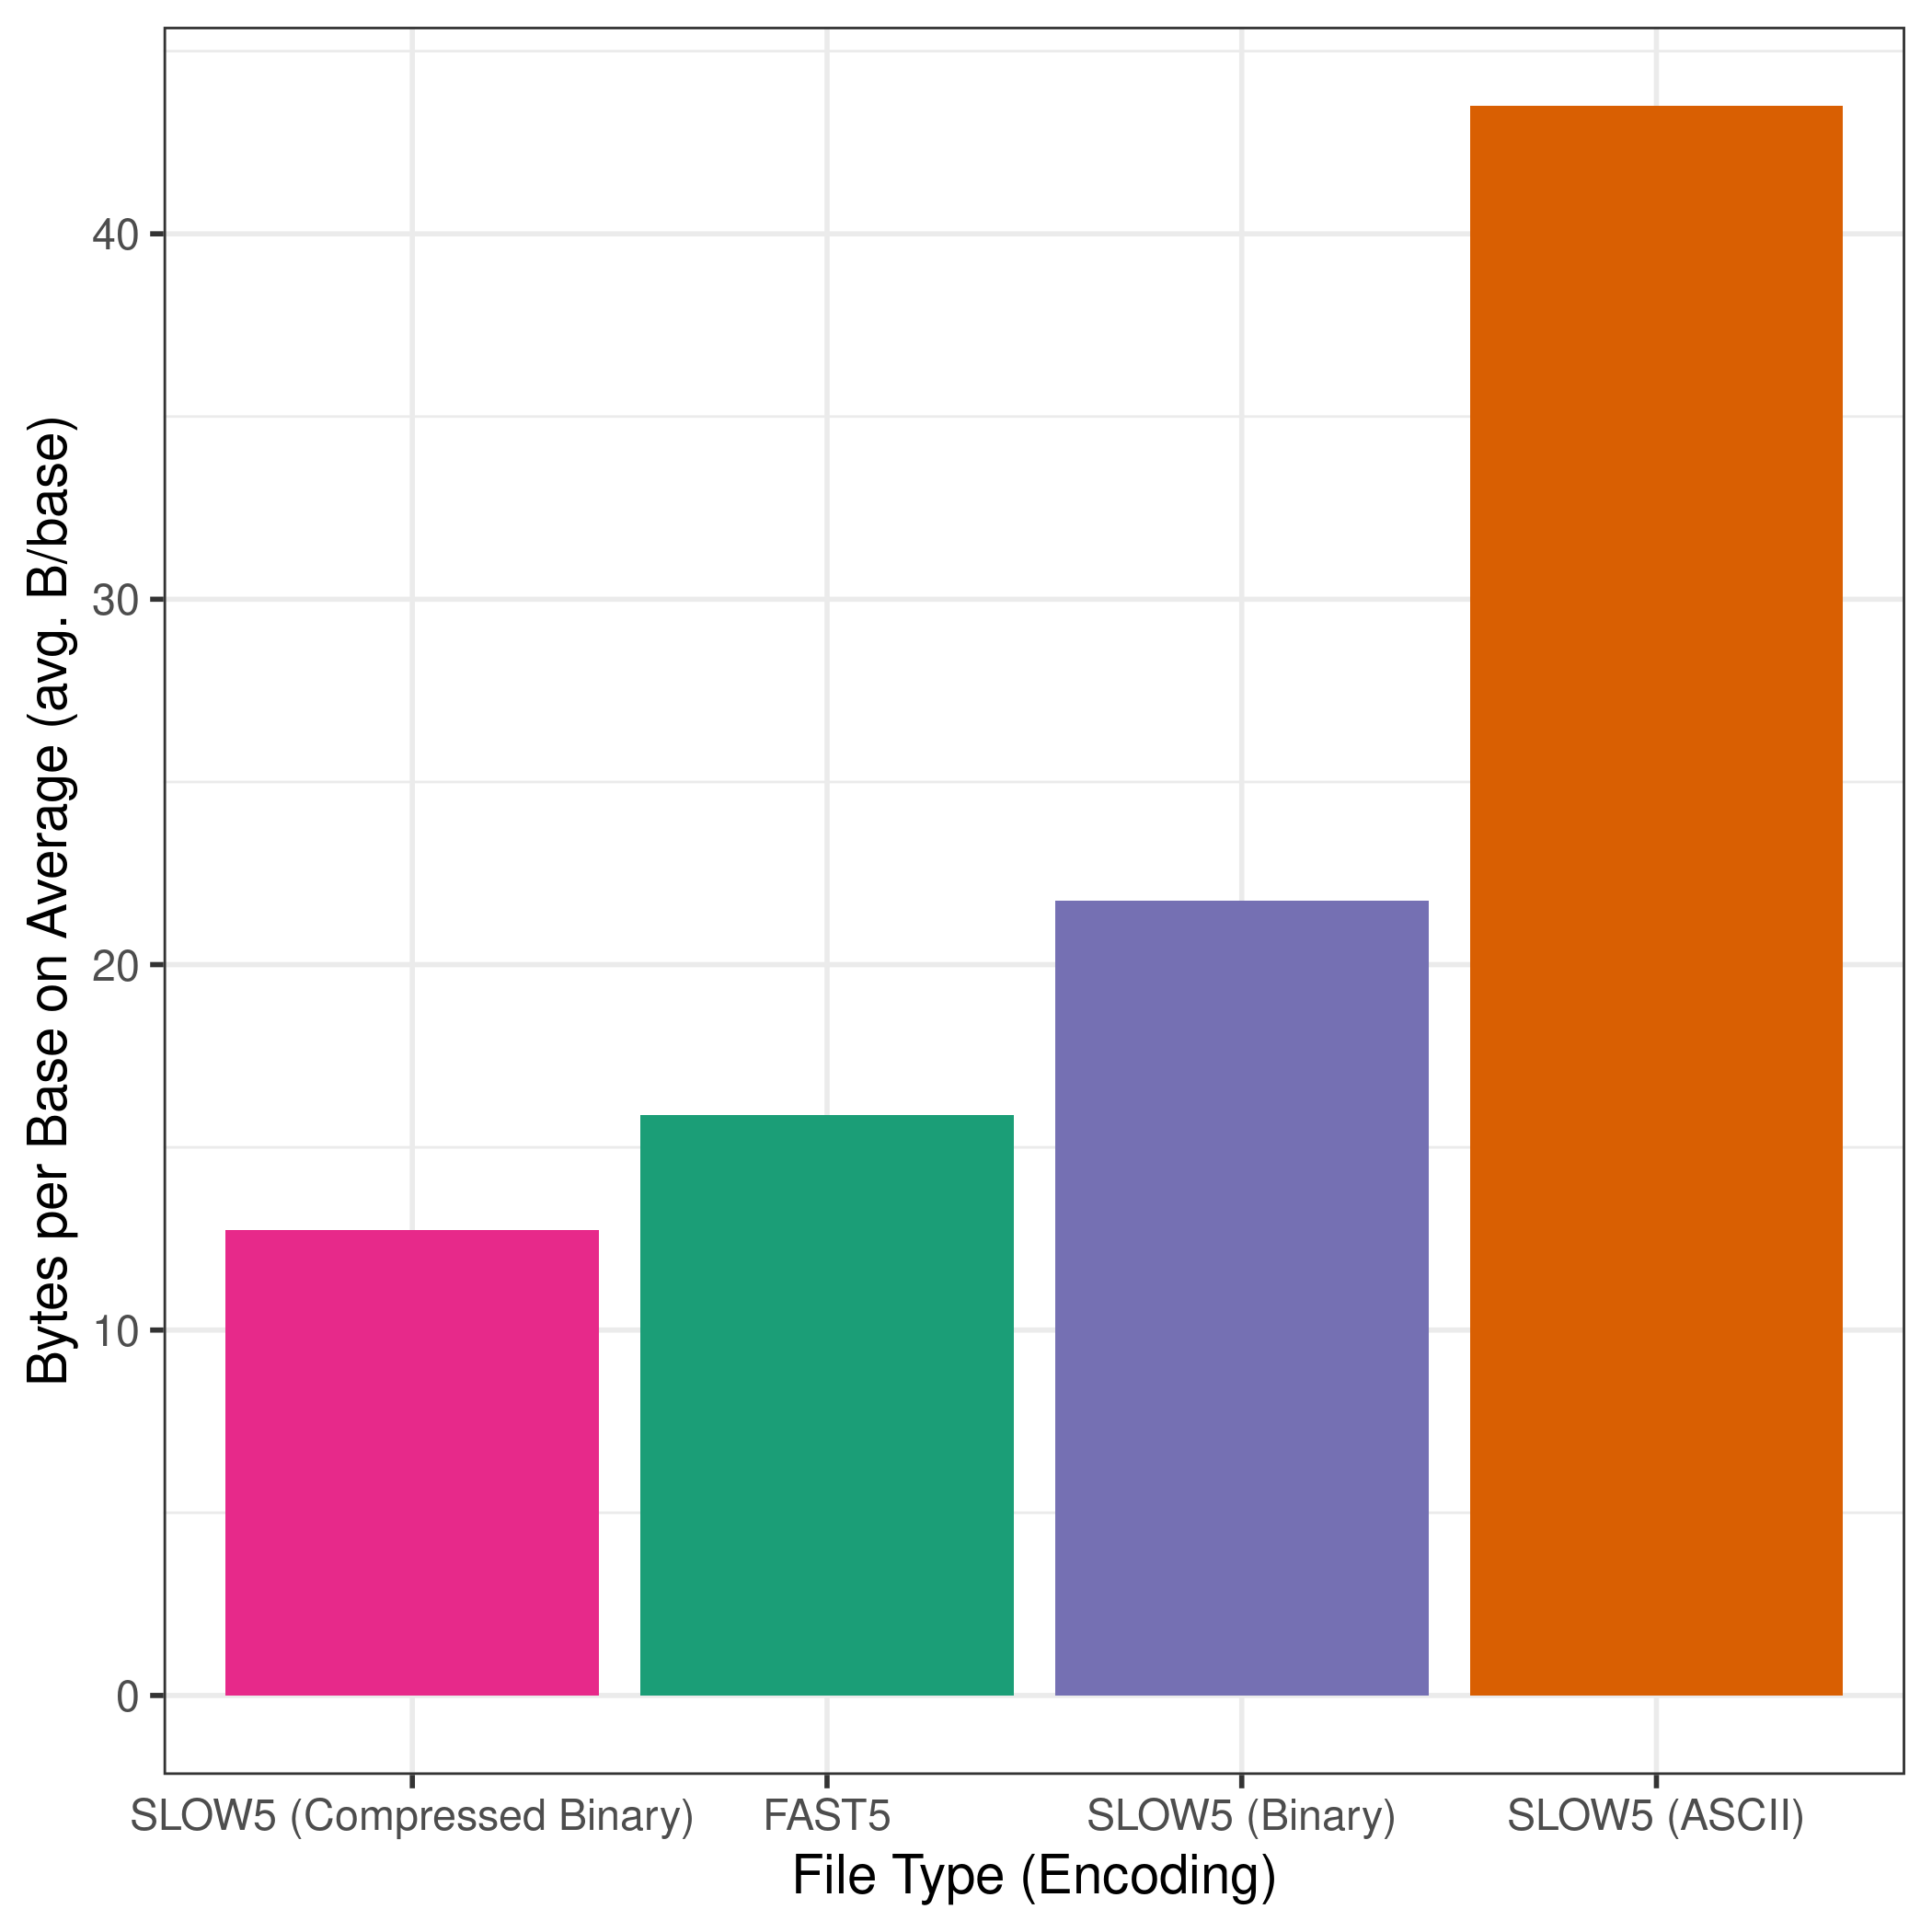 Bytes per Base on Average (avg. B/base)
40
30
20
10
0
SLOW5 (Compressed Binary)
FAST5
SLOW5 (Binary)
SLOW5 (ASCII)
File Type (Encoding)